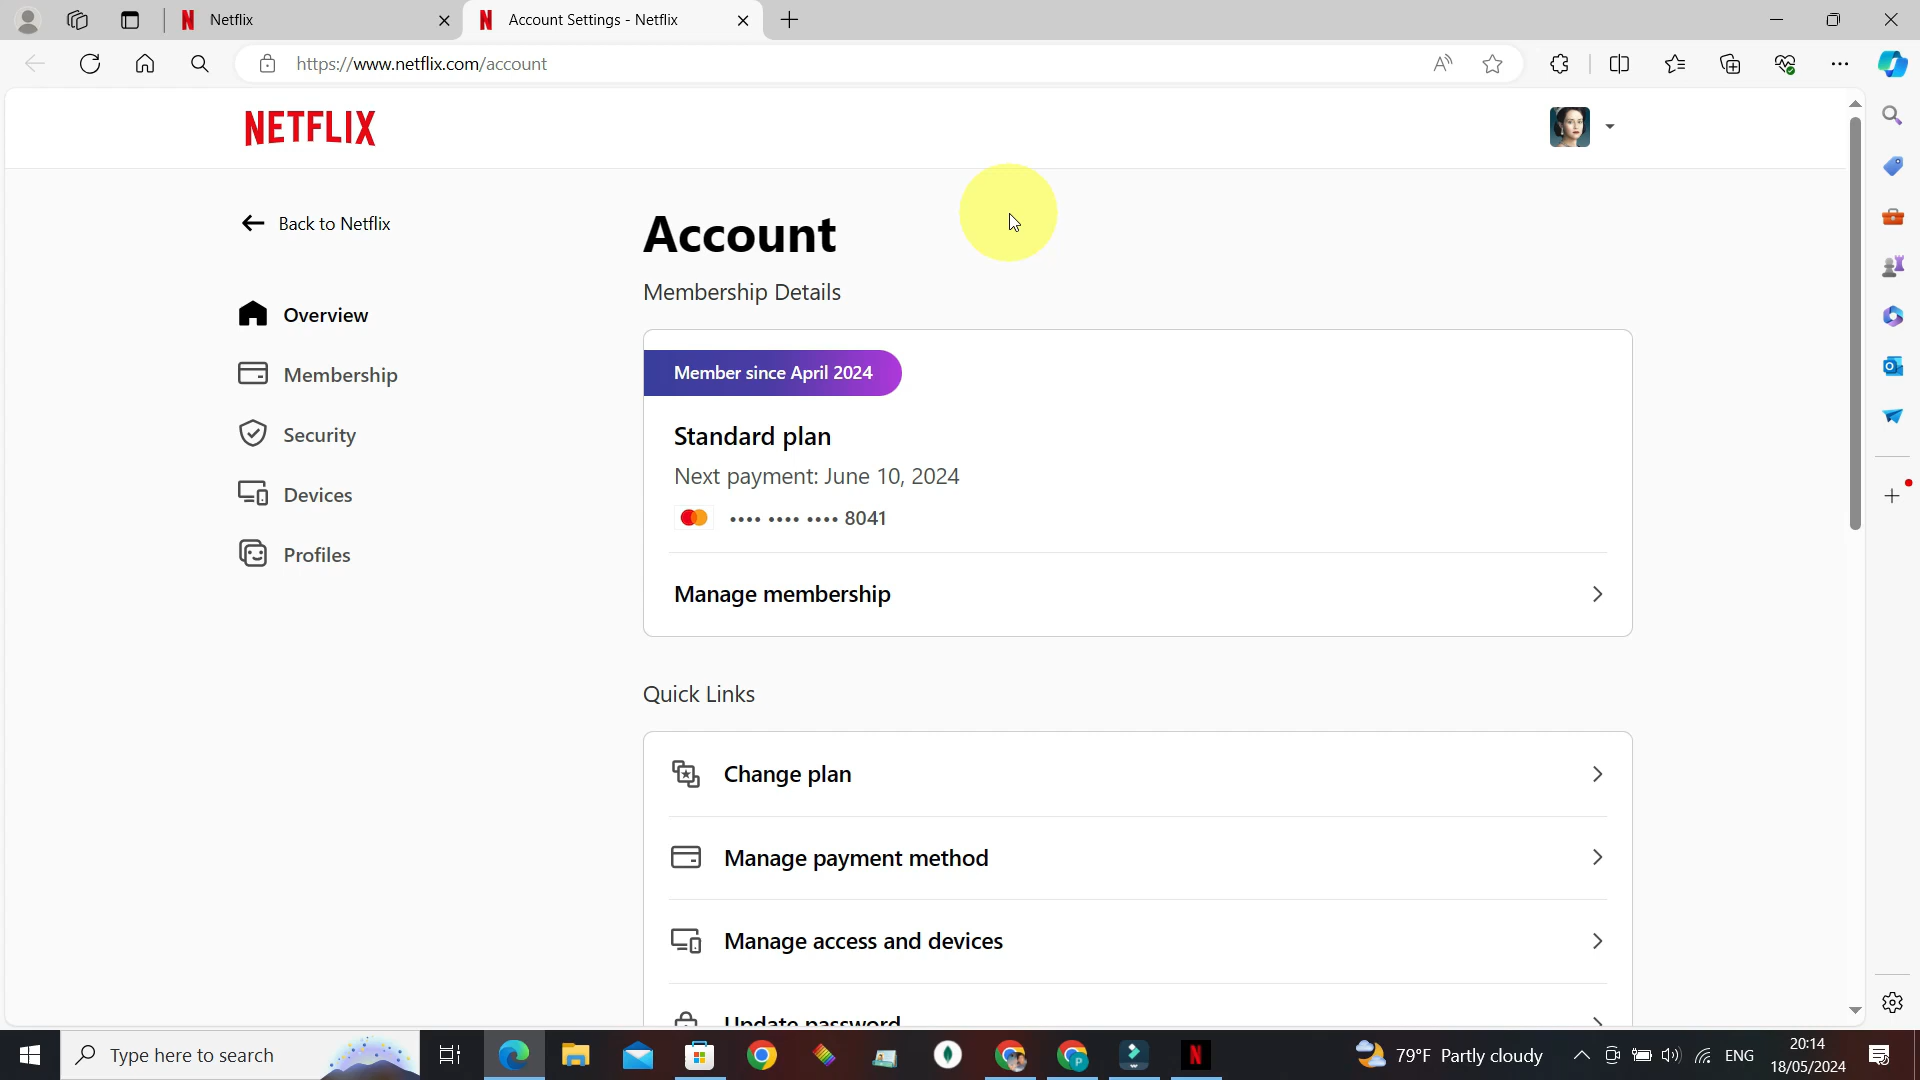 Netflix
Account Settings - Netflix
https://www.netflix.com/account
NETFLIX
Back to Netflix
Overview
Membership
Security
Devices
Profiles
Account
Membership Details
Member since April 2024
Standard plan
Next payment: June 10, 2024
•••• •••• •••• 8041
Manage membership
Quick Links
Change plan
Manage payment method
Manage access and devices
Update password
Type here to search
79°F Partly cloudy
ENG
20:14
18/05/2024